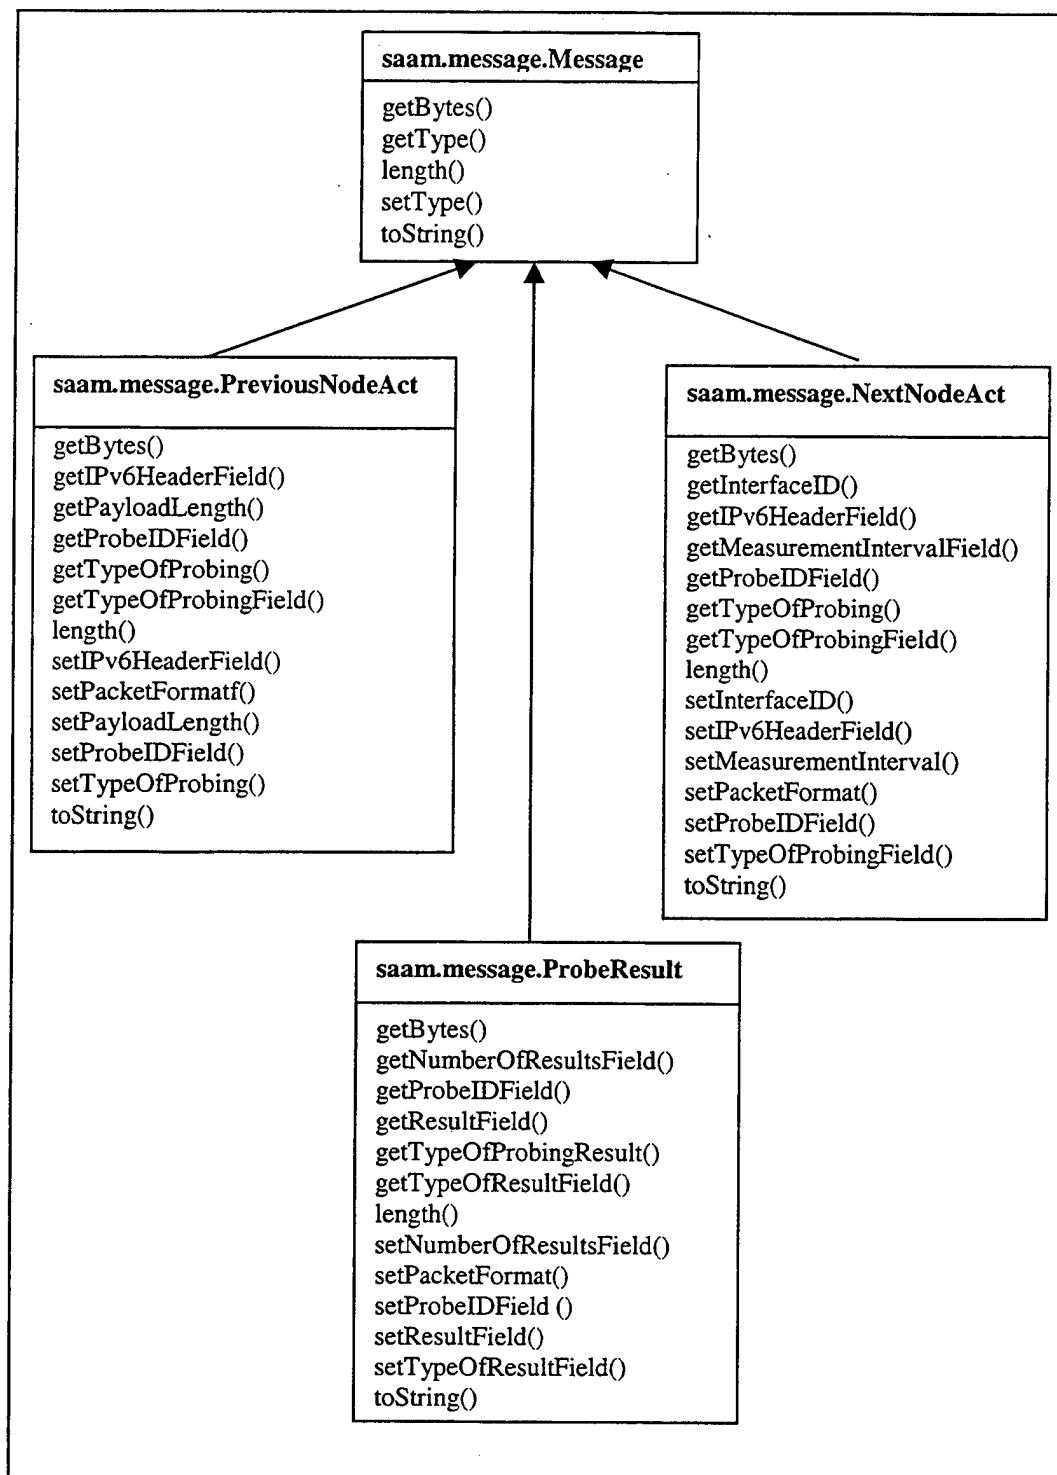 saam.message.Message
getBytes()
getType()
length()
setType()
toString()
saam.message.PreviousNodeAct
getBytes()
getIPv6HeaderField()
getPayloadLength()
getProbeIDField()
getTypeOfProbing()
getTypeOfProbingField()
length()
setIPv6HeaderField()
setPacketFormatf()
setPayloadLength()
setProbeIDField()
setTypeOfProbing()
toString()
saam.message.NextNodeAct
getBytes()
getInterfaceID()
getIPv6HeaderField()
getMeasurementIntervalField()
getProbeIDField()
getTypeOfProbing()
getTypeOfProbingField()
length()
setInterfaceID()
setIPv6HeaderField()
setMeasurementInterval()
setPacketFormat()
setProbeIDField()
setTypeOfProbingField()
toString()
saam.message.ProbeResult
getBytes()
getNumberOfResultsField()
getProbeIDField()
getResultField()
getTypeOfProbingResult()
getTypeOfResultField()
length()
setNumberOfResultsField()
setPacketFormat()
setProbeIDField ()
setResultField()
setTypeOfResultField()
toString()